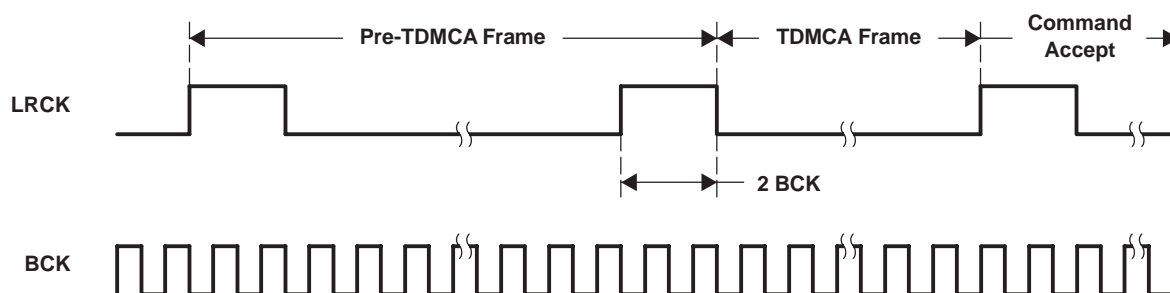 Pre-TDMCA Frame
TDMCA Frame
Command
Accept
LRCK
2 BCK
BCK